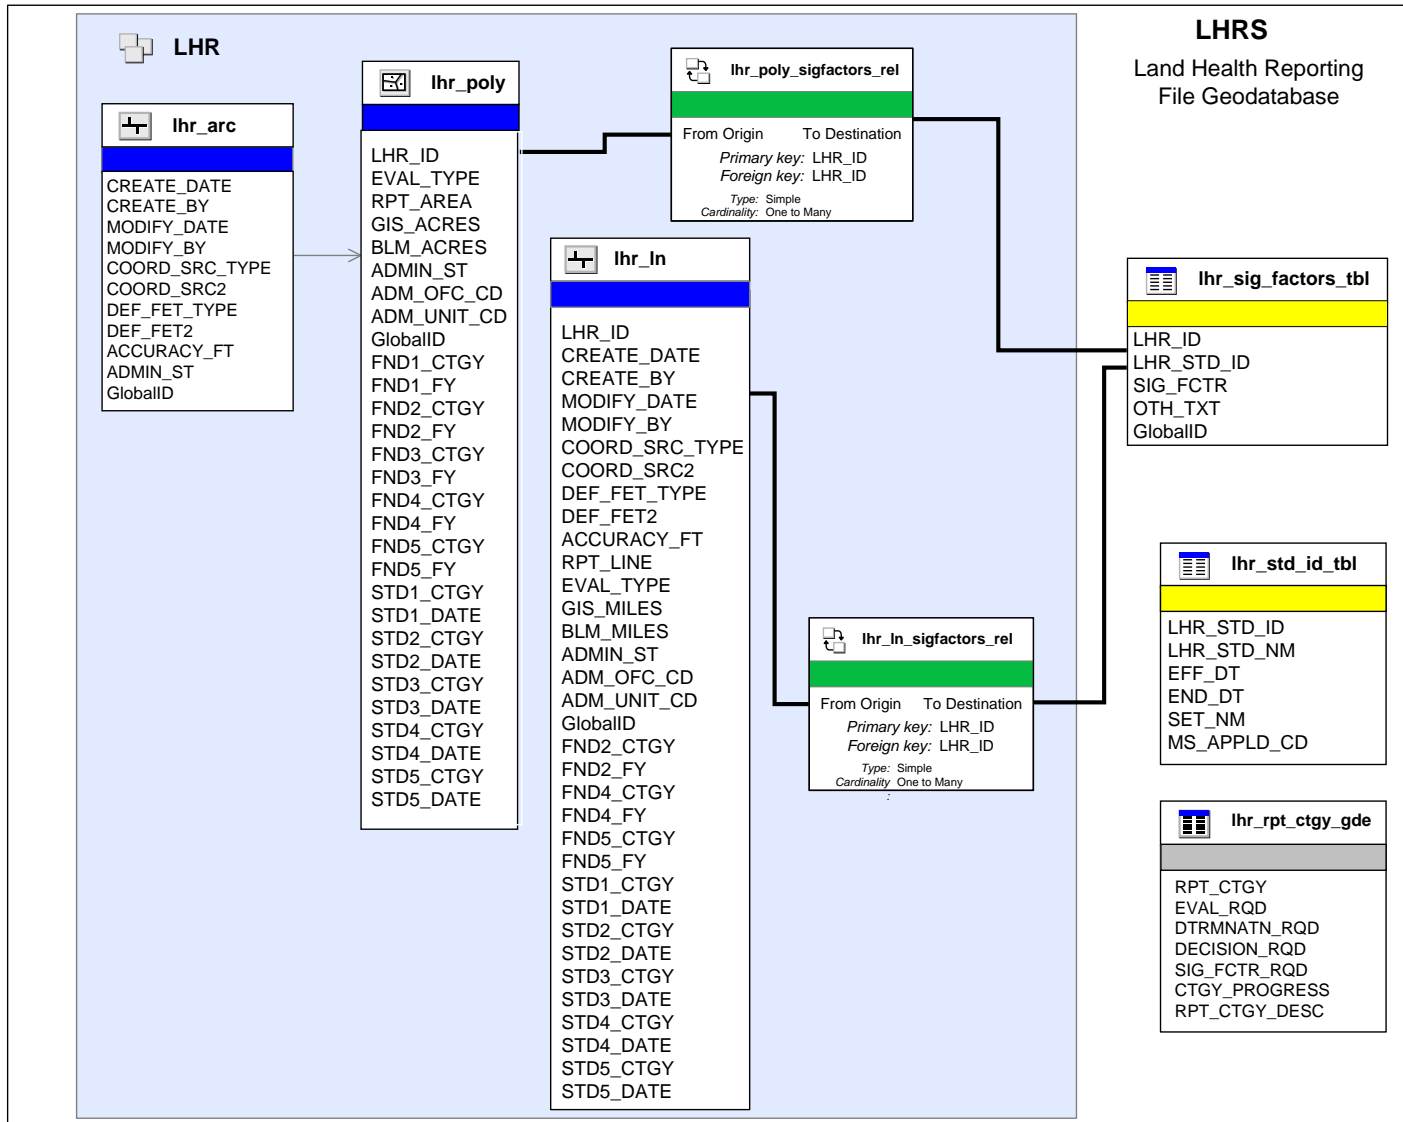 LHRS
Land Health Reporting
File Geodatabase
LHR
lhr_arc
CREATE_DATE
CREATE_BY
MODIFY_DATE
MODIFY_BY
COORD_SRC_TYPE
COORD_SRC2
DEF_FET_TYPE
DEF_FET2
ACCURACY_FT
ADMIN_ST
GlobalID
lhr_poly
LHR_ID
EVAL_TYPE
RPT_AREA
GIS_ACRES
BLM_ACRES
ADMIN_ST
ADM_OFC_CD
ADM_UNIT_CD
GlobalID
FND1_CTGY
FND1_FY
FND2_CTGY
FND2_FY
FND3_CTGY
FND3_FY
FND4_CTGY
FND4_FY
FND5_CTGY
FND5_FY
STD1_CTGY
STD1_DATE
STD2_CTGY
STD2_DATE
STD3_CTGY
STD3_DATE
STD4_CTGY
STD4_DATE
STD5_CTGY
STD5_DATE
lhr_poly_sigfactors_rel
From Origin To Destination
Primary key: LHR_ID
Foreign key: LHR_ID
Type: Simple
Cardinality: One to Many
lhr_ln
LHR_ID
CREATE_DATE
CREATE_BY
MODIFY_DATE
MODIFY_BY
COORD_SRC_TYPE
COORD_SRC2
DEF_FET_TYPE
DEF_FET2
ACCURACY_FT
RPT_LINE
EVAL_TYPE
GIS_MILES
BLM_MILES
ADMIN_ST
ADM_OFC_CD
ADM_UNIT_CD
GlobalID
FND2_CTGY
FND2_FY
FND4_CTGY
FND4_FY
FND5_CTGY
FND5_FY
STD1_CTGY
STD1_DATE
STD2_CTGY
STD2_DATE
STD3_CTGY
STD3_DATE
STD4_CTGY
STD4_DATE
STD5_CTGY
STD5_DATE
lhr_ln_sigfactors_rel
From Origin To Destination
Primary key: LHR_ID
Foreign key: LHR_ID
Type: Simple
Cardinality One to Many
:
lhr_sig_factors_tbl
LHR_ID
LHR_STD_ID
SIG_FCTR
OTH_TXT
GlobalID
lhr_std_id_tbl
LHR_STD_ID
LHR_STD_NM
EFF_DT
END_DT
SET_NM
MS_APPLD_CD
lhr_rpt_ctgy_gde
RPT_CTGY
EVAL_RQD
DTRMNATN_RQD
DECISION_RQD
SIG_FCTR_RQD
CTGY_PROGRESS
RPT_CTGY_DESC